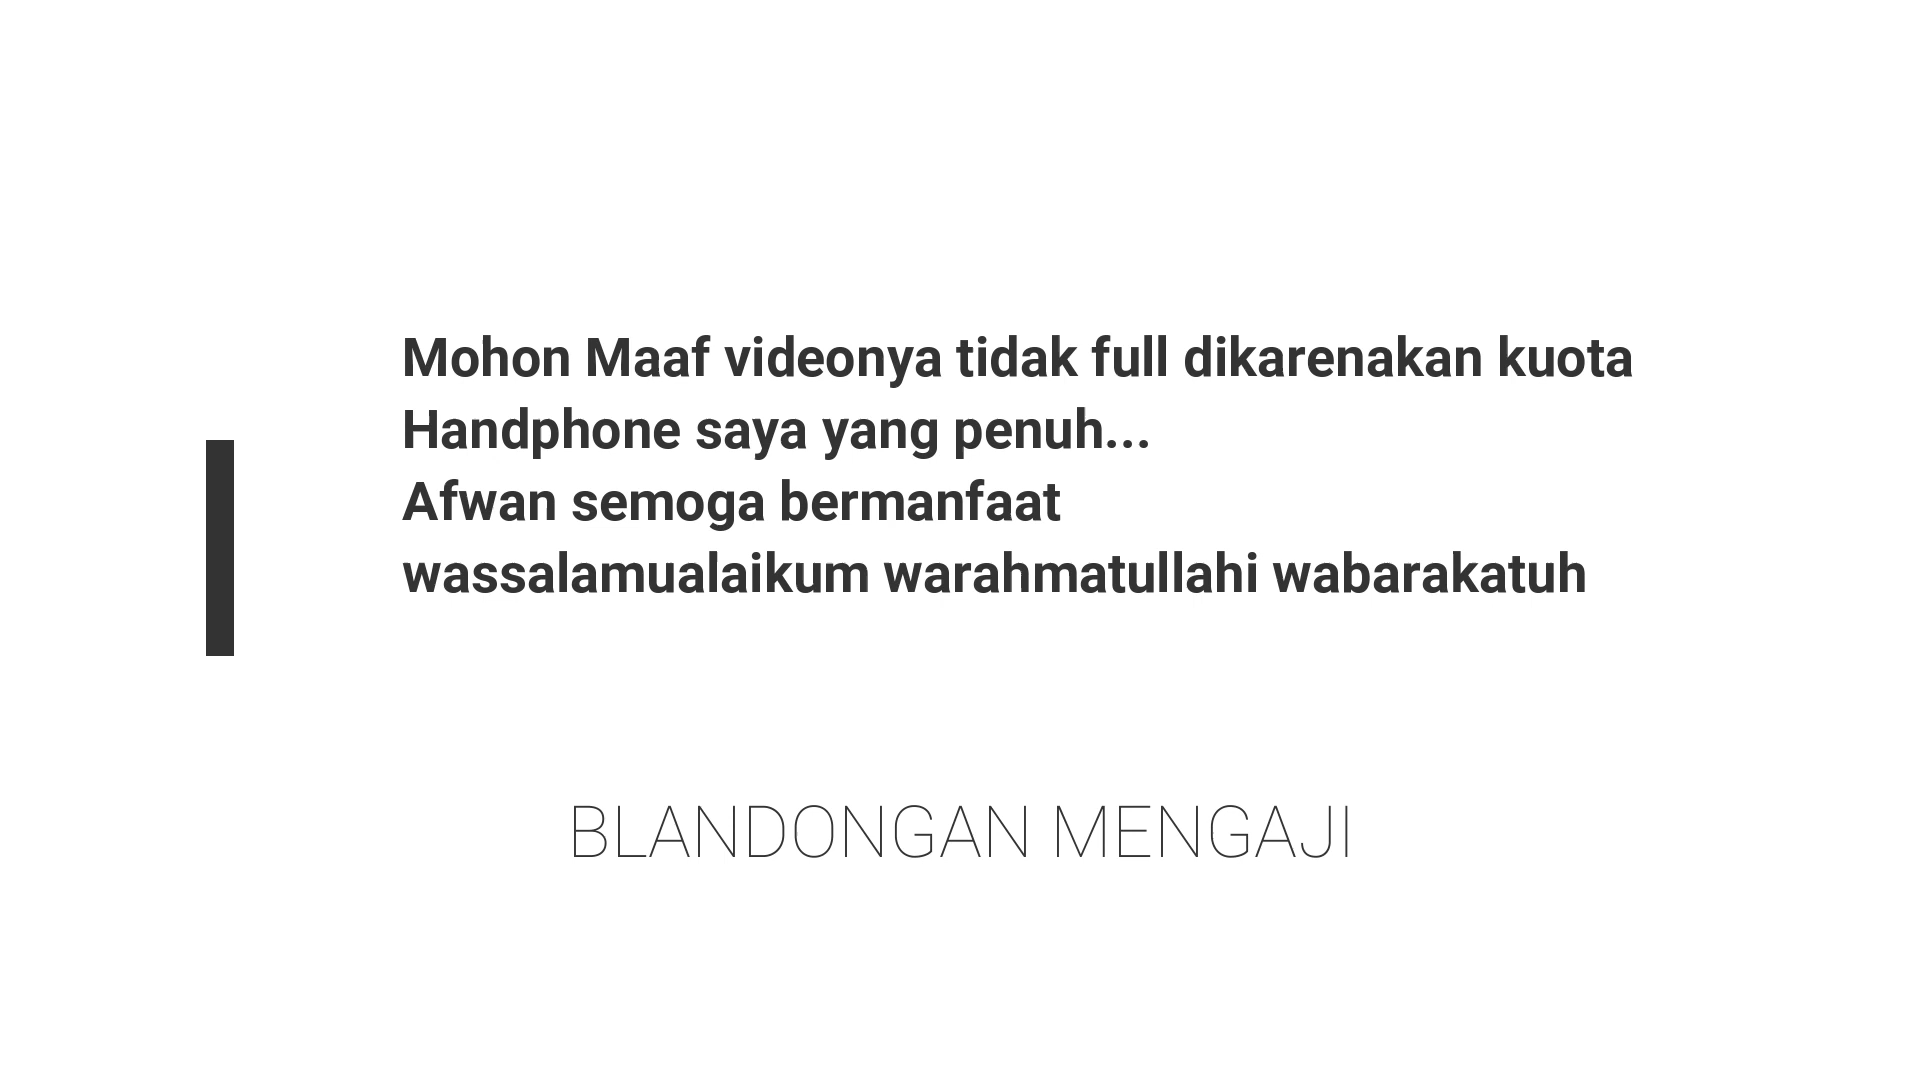 Mohon Maaf videonya tidak full dikarenakan kuota
Handphone saya yang penuh...
Afwan semoga bermanfaat
wassalamualaikum warahmatullahi wabarakatuh
BLANDONGAN MENGAJI